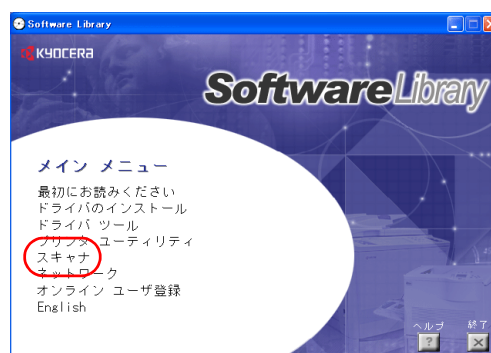 Software Library
KYOCERA
SoftwareLibrary
メイン メニュー
最初にお読みください
ドライバのインストール
ドライバ ツール
プリンタ ユーティリティ
スキャナ
ネットワーク
オンライン ユーザ登録
English
ヘルプ 終了
?